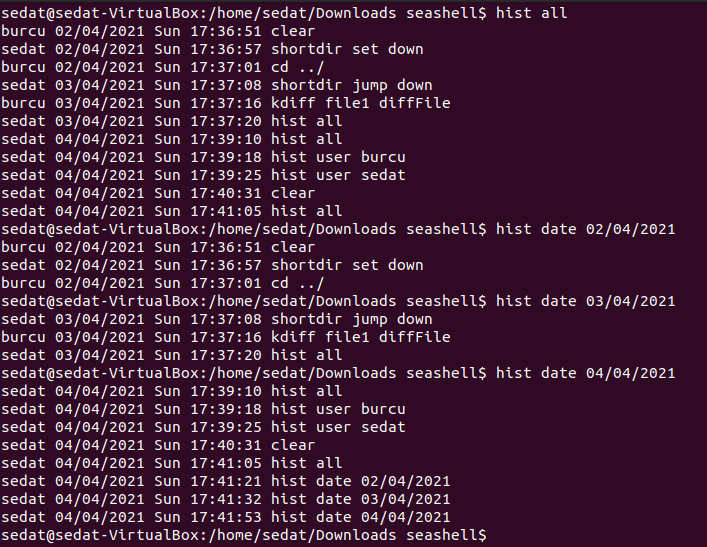 sedat@sedat-VirtualBox:/home/sedat/Downloads seashell$ hist all
burcu 02/04/2021 Sun 17:36:51 clear
sedat 02/04/2021 Sun 17:36:57 shortdir set down
burcu 02/04/2021 Sun 17:37:01 cd ../
sedat 03/04/2021 Sun 17:37:08 shortdir jump down
burcu 03/04/2021 Sun 17:37:16 kdiff file1 diffFile
sedat 03/04/2021 Sun 17:37:20 hist all
sedat 04/04/2021 Sun 17:39:10 hist all
sedat 04/04/2021 Sun 17:39:18 hist user burcu
sedat 04/04/2021 Sun 17:39:25 hist user sedat
sedat 04/04/2021 Sun 17:40:31 clear
sedat 04/04/2021 Sun 17:41:05 hist all
sedat@sedat-VirtualBox:/home/sedat/Downloads seashell$ hist date 02/04/2021
burcu 02/04/2021 Sun 17:36:51 clear
sedat 02/04/2021 Sun 17:36:57 shortdir set down
burcu 02/04/2021 Sun 17:37:01 cd ../
sedat@sedat-VirtualBox:/home/sedat/Downloads seashell$ hist date 03/04/2021
sedat 03/04/2021 Sun 17:37:08 shortdir jump down
burcu 03/04/2021 Sun 17:37:16 kdiff file1 diffFile
sedat 03/04/2021 Sun 17:37:20 hist all
sedat@sedat-VirtualBox:/home/sedat/Downloads seashell$ hist date 04/04/2021
sedat 04/04/2021 Sun 17:39:10 hist all
sedat 04/04/2021 Sun 17:39:18 hist user burcu
sedat 04/04/2021 Sun 17:39:25 hist user sedat
sedat 04/04/2021 Sun 17:40:31 clear
sedat 04/04/2021 Sun 17:41:05 hist all
sedat 04/04/2021 Sun 17:41:21 hist date 02/04/2021
sedat 04/04/2021 Sun 17:41:32 hist date 03/04/2021
sedat 04/04/2021 Sun 17:41:53 hist date 04/04/2021
sedat@sedat-VirtualBox:/home/sedat/Downloads seashell$